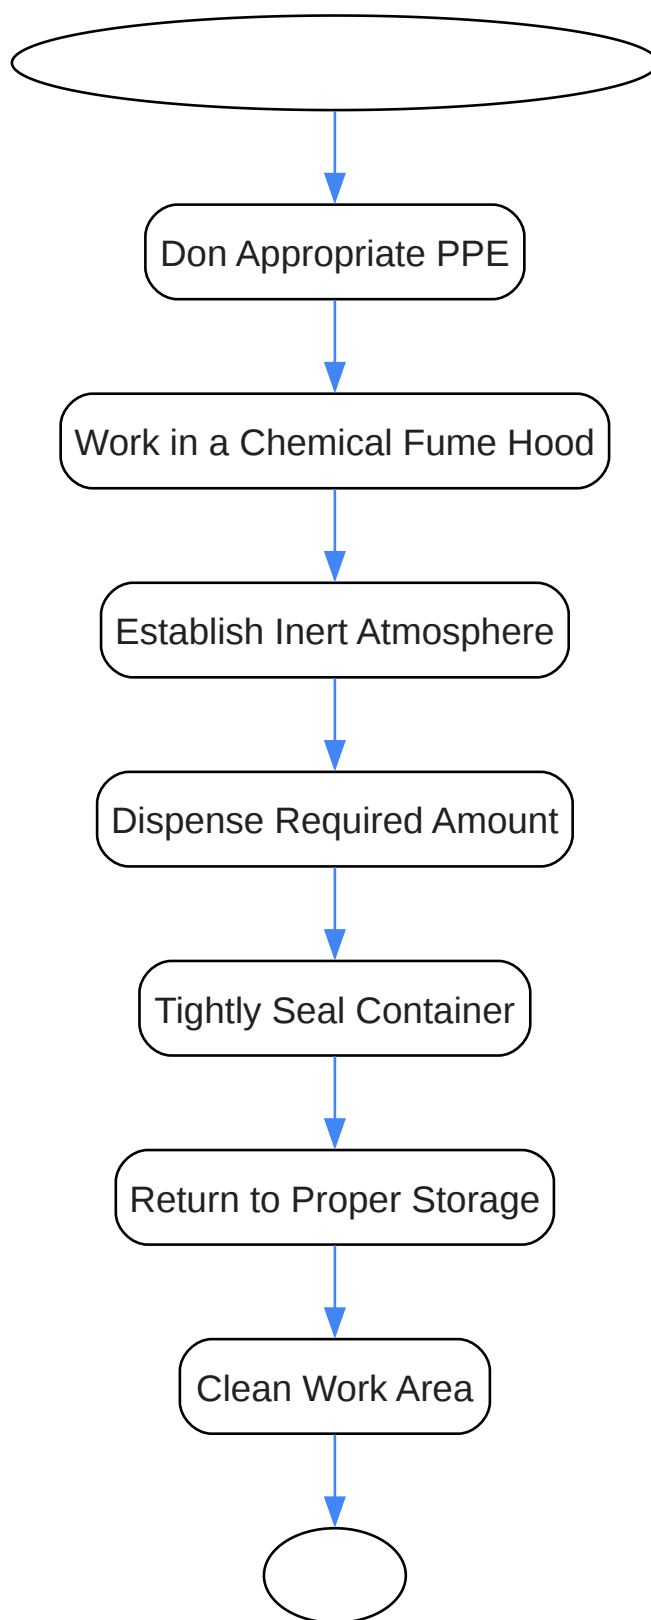 Don Appropriate PPE
Work in a Chemical Fume Hood
Establish Inert Atmosphere
Dispense Required Amount
Tightly Seal Container
Return to Proper Storage
Clean Work Area